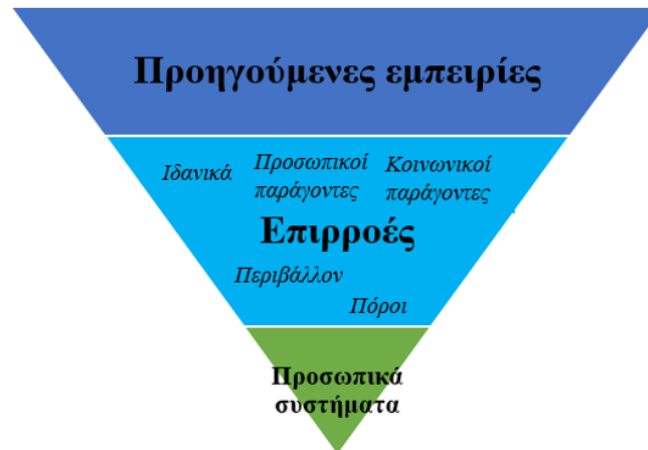 Προηγούμενες εμπειρίες
Ιδανικά
Προσωπικοί
παράγοντες
Κοινωνικοί
παράγοντες
Επιρροές
Περιβάλλον
Πόροι
Προσωπικά
συστήματα